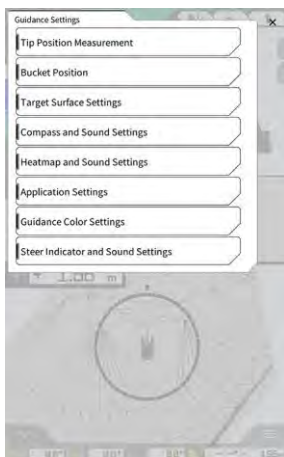 Guidance Settings
Tip Position Measurement
Bucket Position
Target Surface Settings
Compass and Sound Settings
Heatmap and Sound Settings
Application Settings
Guidance Color Settings
Steer Indicator and Sound Settings